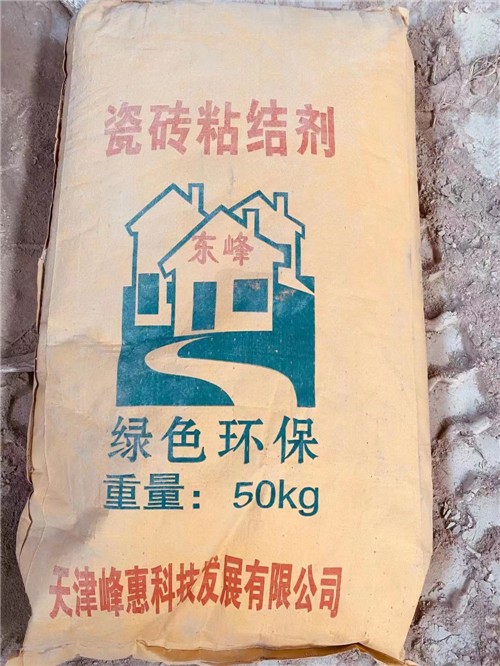 瓷砖粘结剂
东峰
绿色环保
重量：50kg
天津峰惠科技发展有限公司